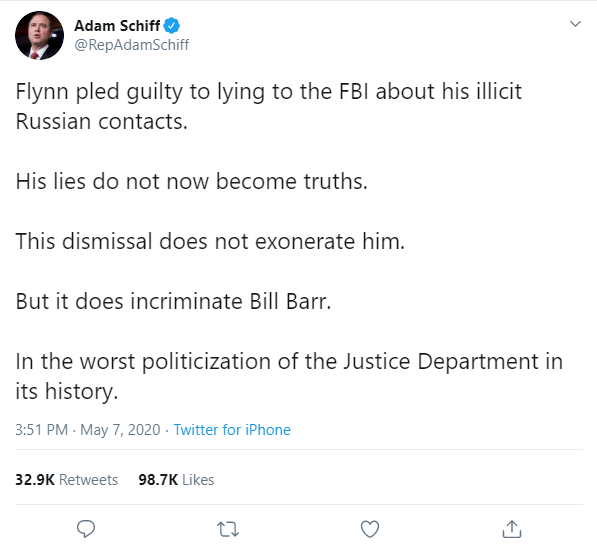 Adam Schiff
@RepAdamSchiff
Flynn pled guilty to lying to the FBI about his illicit
Russian contacts.
His lies do not now become truths.
This dismissal does not exonerate him.
But it does incriminate Bill Barr.
In the worst politicization of the Justice Department in
its history.
3:51 PM · May 7, 2020 · Twitter for iPhone
32.9K Retweets 98.7K Likes